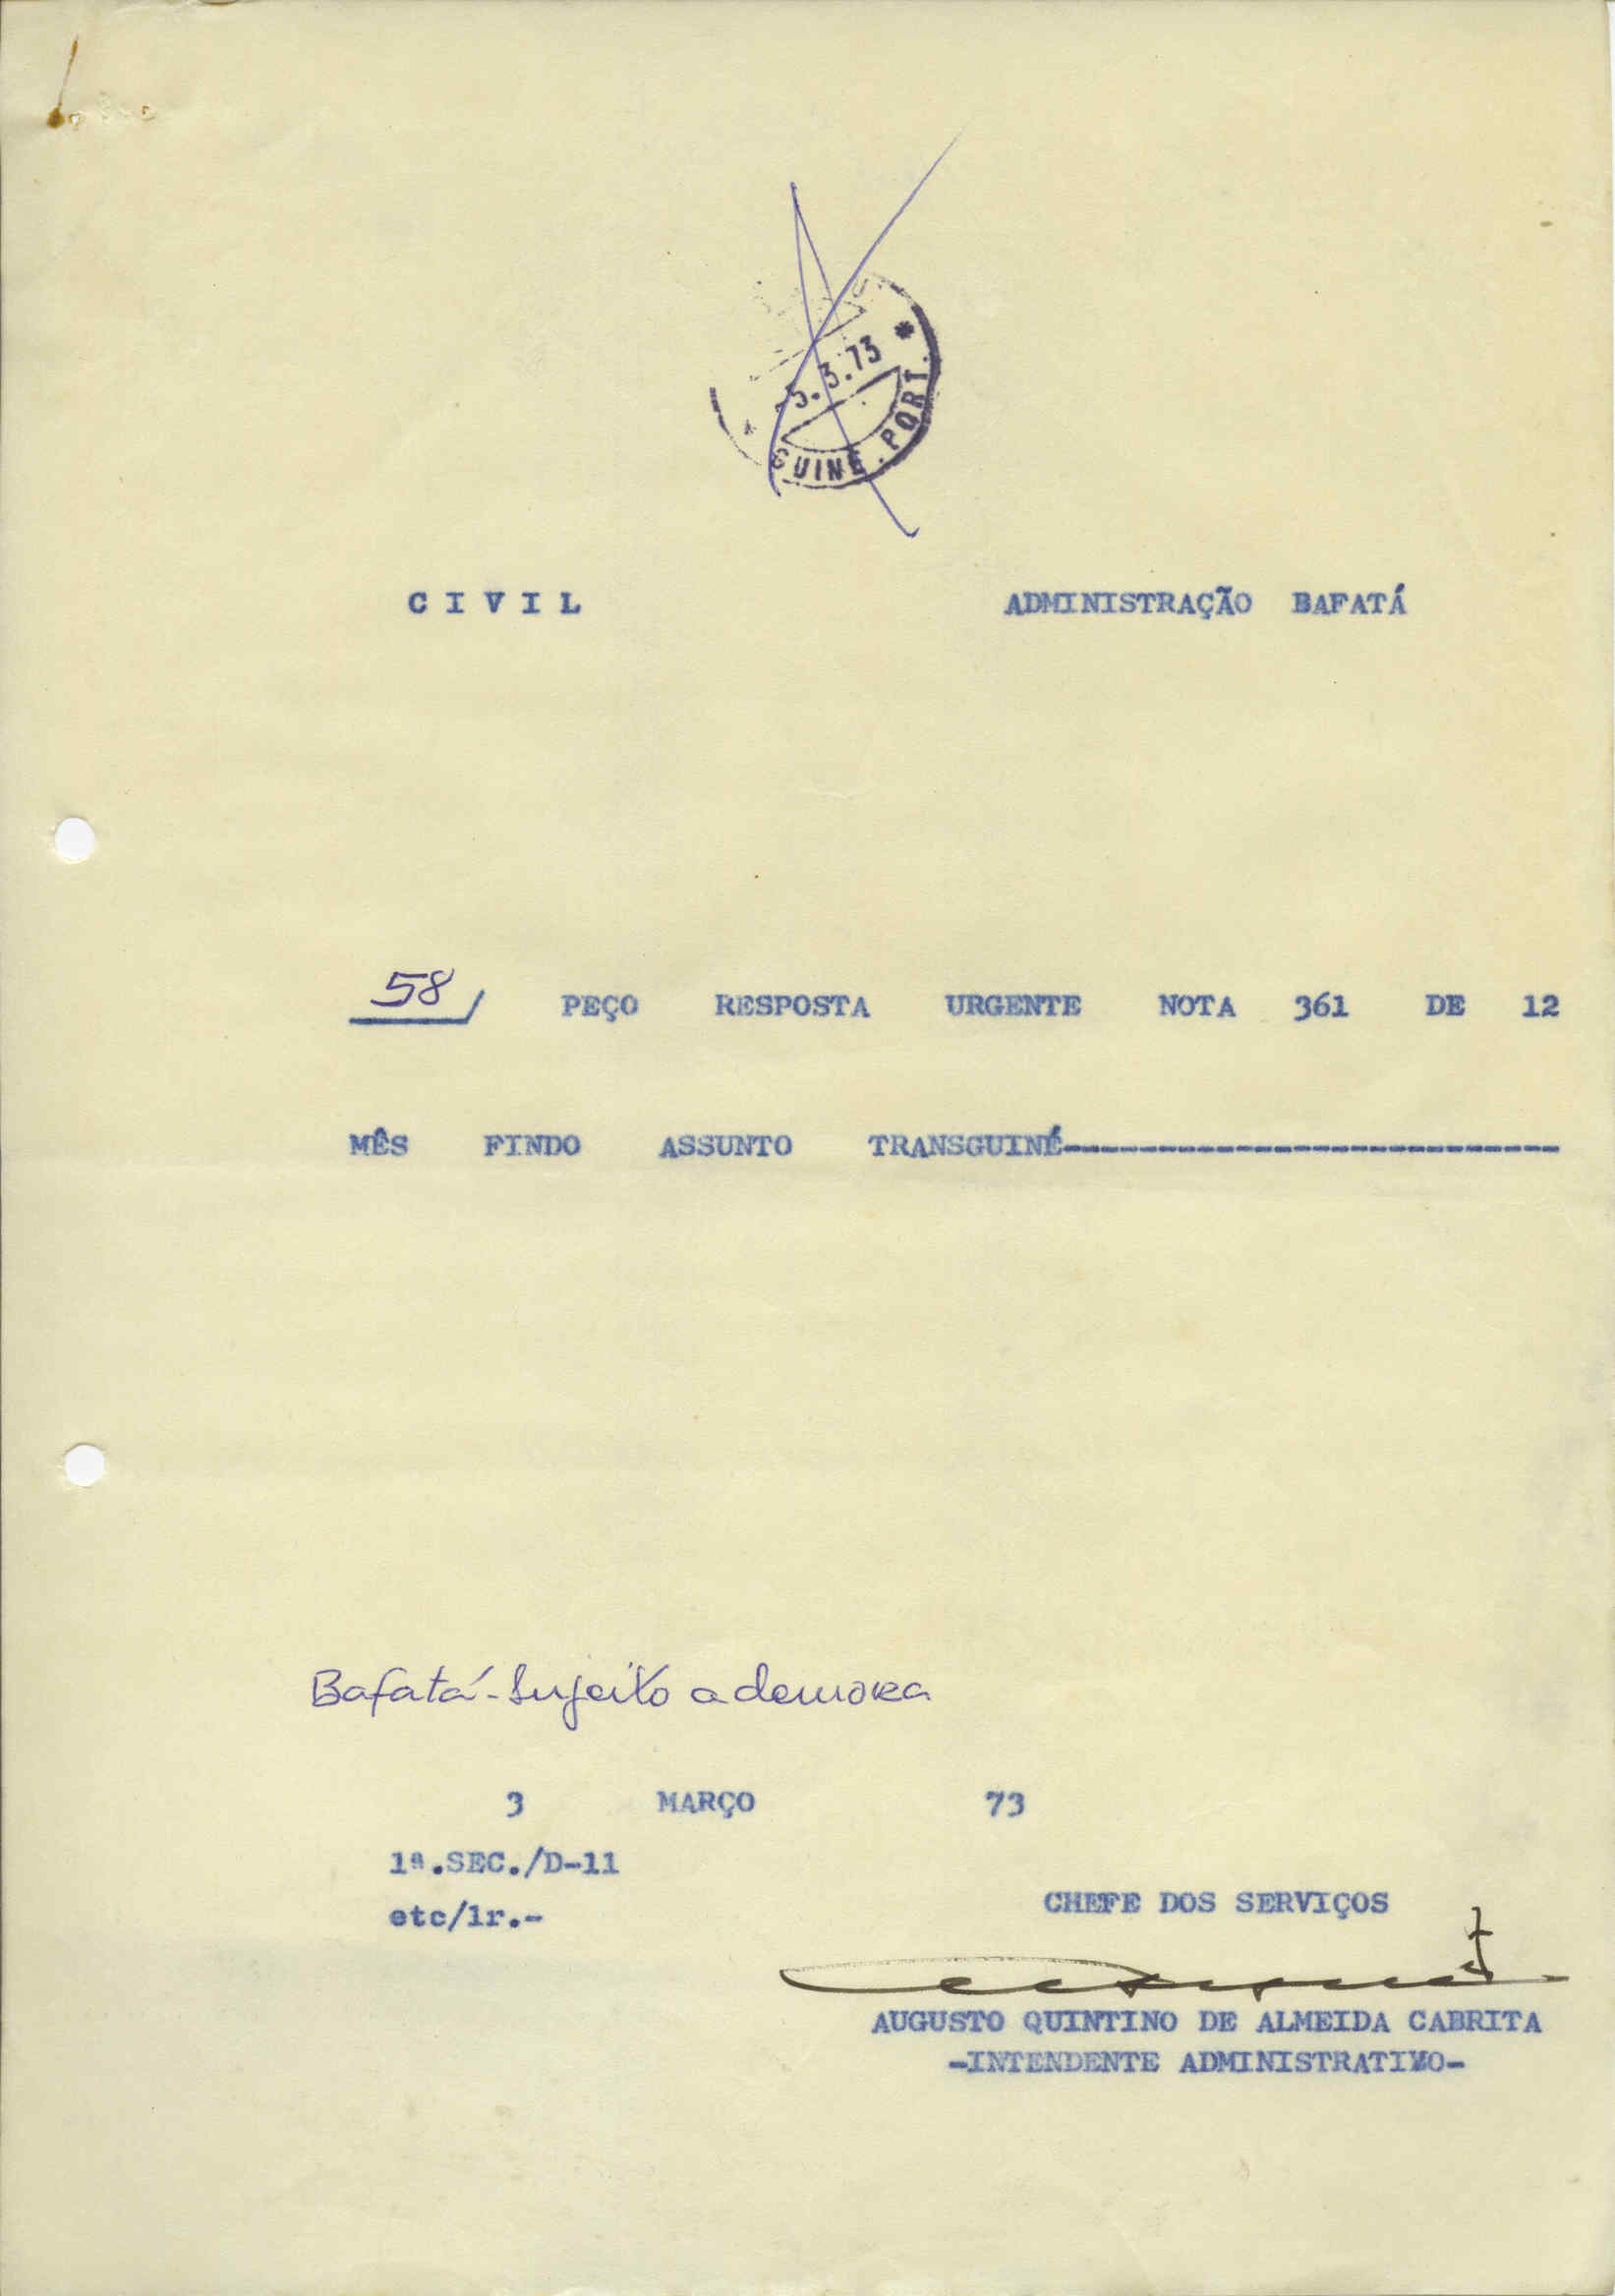 5.3.73 *
GUINÉ. PORT.
C I V I L ADMINISTRAÇÃO BAFATÁ
58/ PEÇO RESPOSTA URGENTE NOTA 361 DE 12
MÊS FINDO ASSUNTO TRANSGUINÉ--------------------------
Bafatá - Sujeito a demora
3 MARÇO 73
1ª.SEC./D-11
etc/lr.-
CHEFE DOS SERVIÇOS
AUGUSTO QUINTINO DE ALMEIDA CABRITA
-INTENDENTE ADMINISTRATIVO-